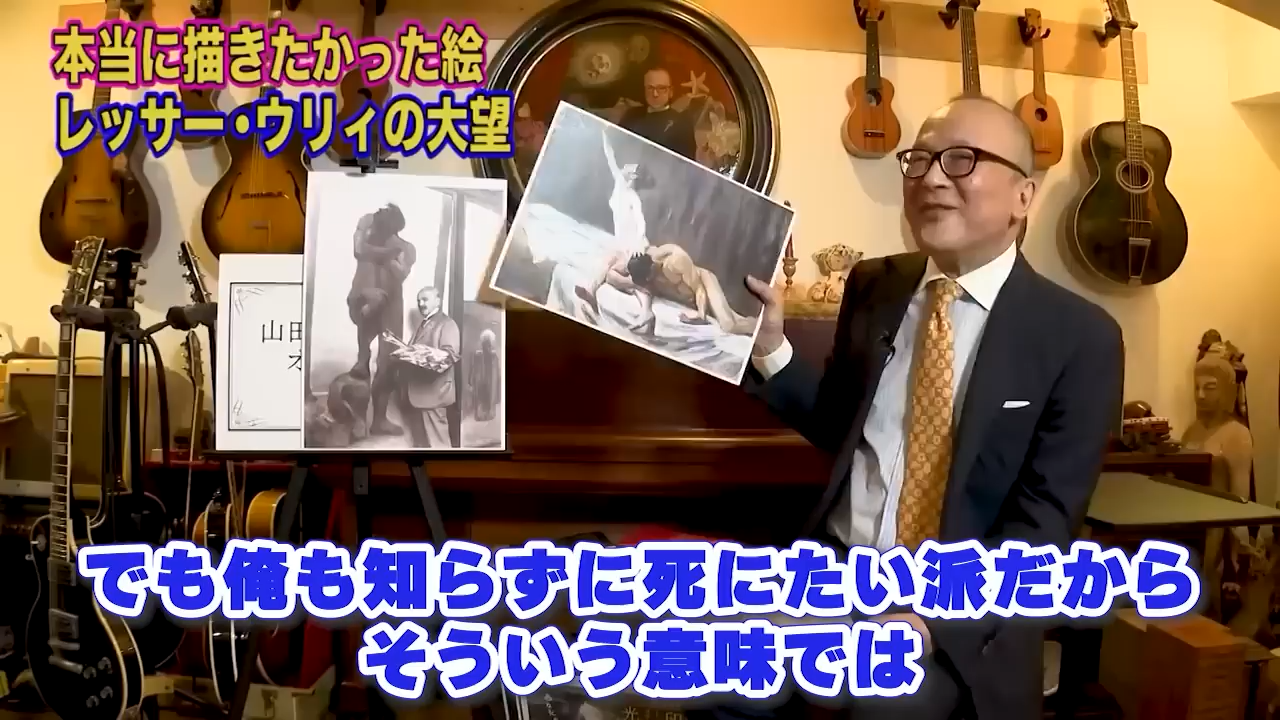 本当に描きたかった絵
レッサー・ウリィの大望
山田
でも俺も知らずに死にたい派だから
そういう意味では